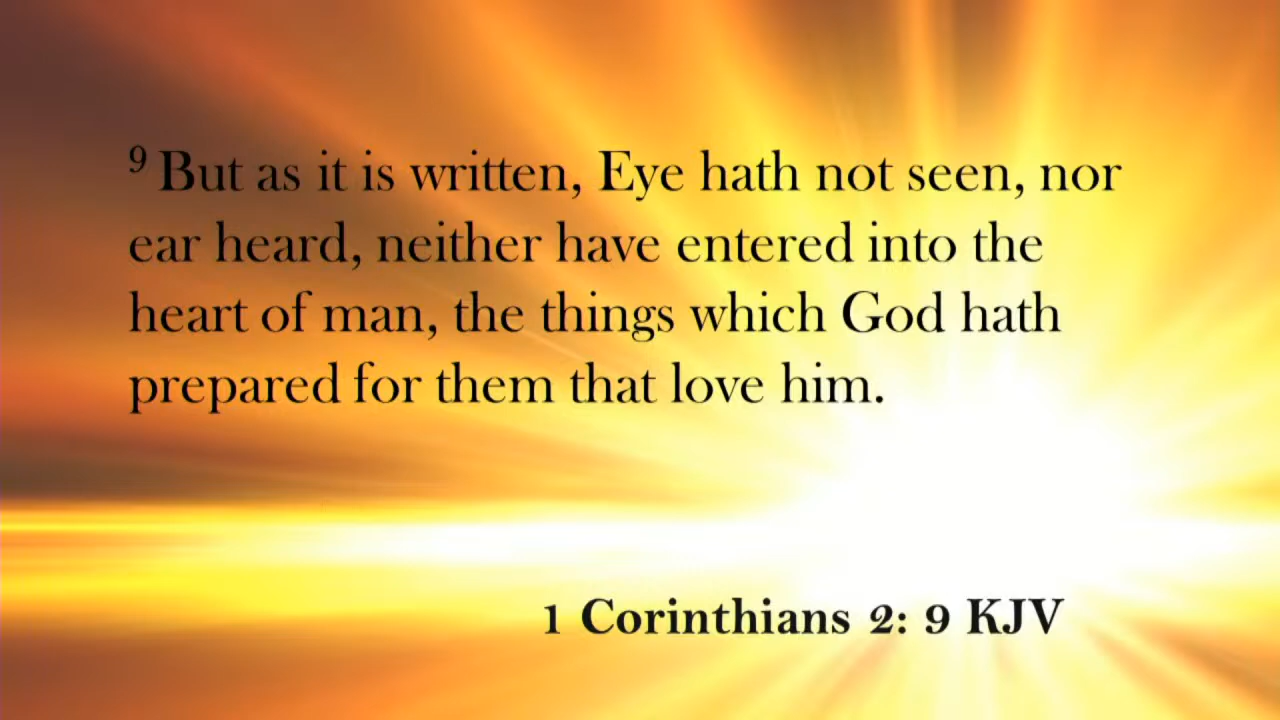 9 But as it is written, Eye hath not seen, nor
ear heard, neither have entered into the
heart of man, the things which God hath
prepared for them that love him.
1 Corinthians 2: 9 KJV